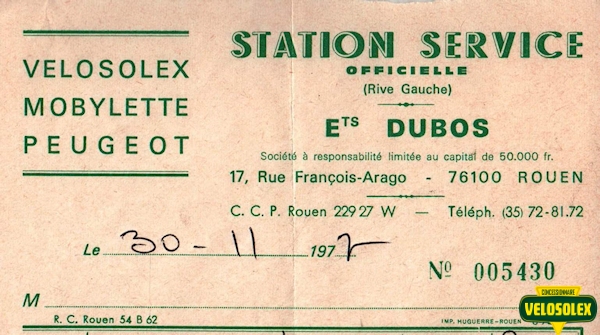 VELOSOLEX
MOBYLETTE
PEUGEOT
STATION SERVICE
OFFICIELLE
(Rive Gauche)
ETS DUBOS
Société à responsabilité limitée au capital de 50.000 fr.
17, Rue François-Arago - 76100 ROUEN
C. C. P. Rouen 229 27 W — Téléph. (35) 72-81.72
Le 30-11 197
No 005430
M
R. C. Rouen 54 B 62
IMP. HUGUERRE-ROUEN
CONCESSIONNAIRE
VELOSOLEX